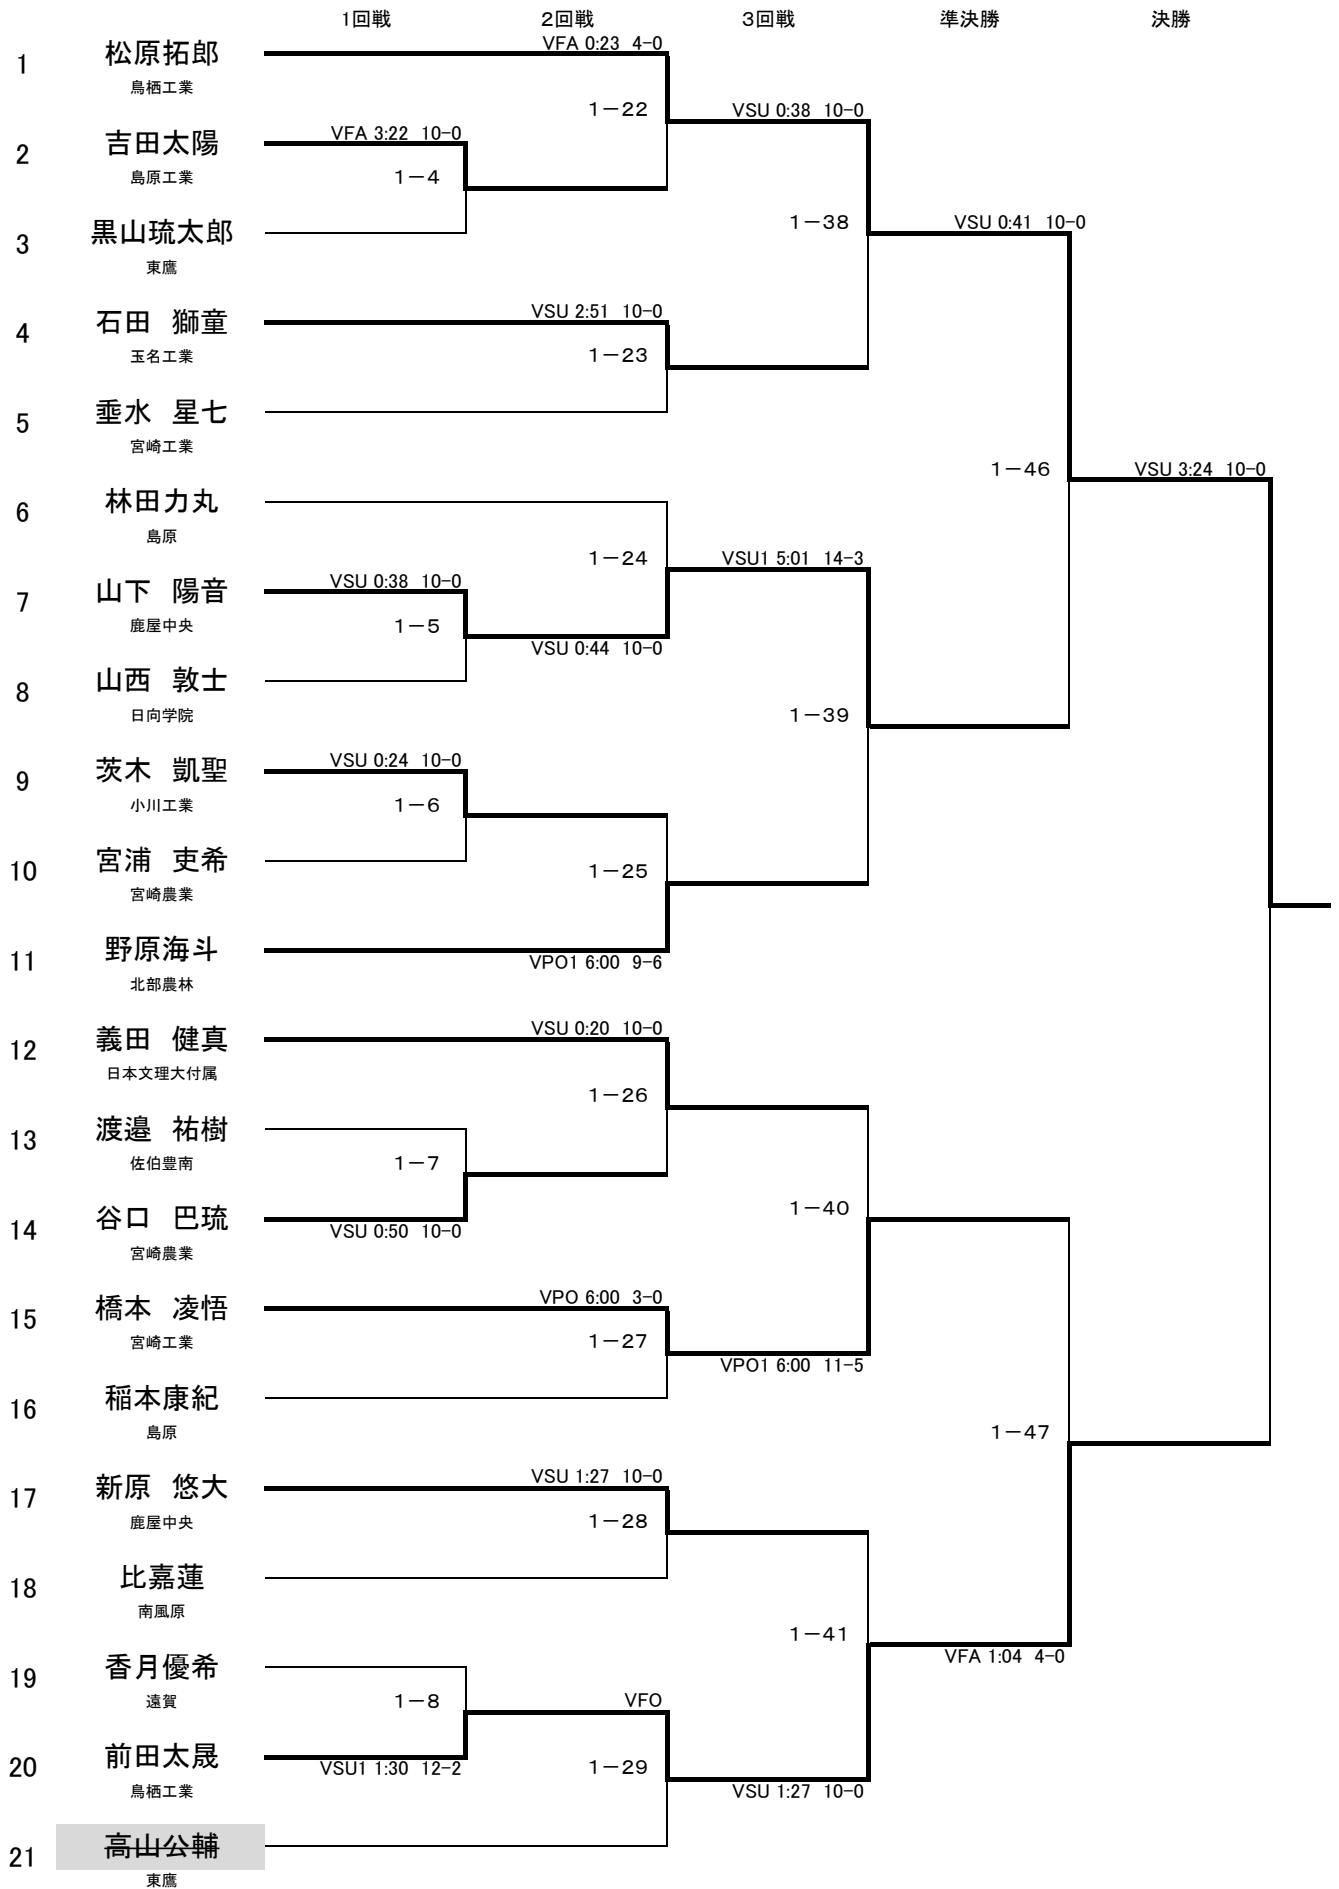 1回戦 2回戦 3回戦 準決勝 決勝
VFA 0:23 4-0
1 松原拓郎
鳥栖工業
1－22
VSU 0:38 10-0
VFA 3:22 10-0
2 吉田太陽
島原工業
1－4
1－38
VSU 0:41 10-0
3 黒山琉太郎
東鷹
VSU 2:51 10-0
4 石田 獅童
玉名工業
1－23
5 垂水 星七
宮崎工業
1－46
VSU 3:24 10-0
6 林田力丸
島原
1－24
VSU1 5:01 14-3
VSU 0:38 10-0
7 山下 陽音
鹿屋中央
1－5
VSU 0:44 10-0
8 山西 敦士
日向学院
1－39
VSU 0:24 10-0
9 茨木 凱聖
小川工業
1－6
10 宮浦 吏希
宮崎農業
1－25
11 野原海斗
北部農林
VPO1 6:00 9-6
VSU 0:20 10-0
12 義田 健真
日本文理大付属
1－26
13 渡邉 祐樹
佐伯豊南
1－7
1－40
14 谷口 巴琉
宮崎農業
VSU 0:50 10-0
VPO 6:00 3-0
15 橋本 凌悟
宮崎工業
1－27
VPO1 6:00 11-5
16 稲本康紀
島原
1－47
VSU 1:27 10-0
17 新原 悠大
鹿屋中央
1－28
18 比嘉蓮
南風原
1－41
VFA 1:04 4-0
19 香月優希
遠賀
1－8
VFO
20 前田太晟
鳥栖工業
VSU1 1:30 12-2
1－29
VSU 1:27 10-0
21 高山公輔
東鷹